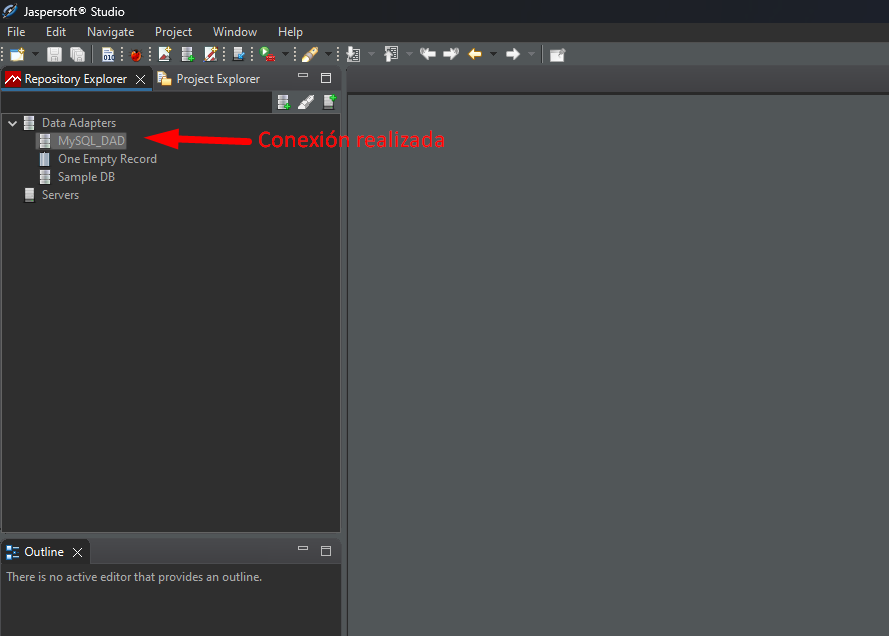 Jaspersoft® Studio
File Edit Navigate Project Window Help
010
Repository Explorer Project Explorer
Data Adapters
MySQL_DAD
Conexión realizada
One Empty Record
Sample DB
Servers
Outline
There is no active editor that provides an outline.